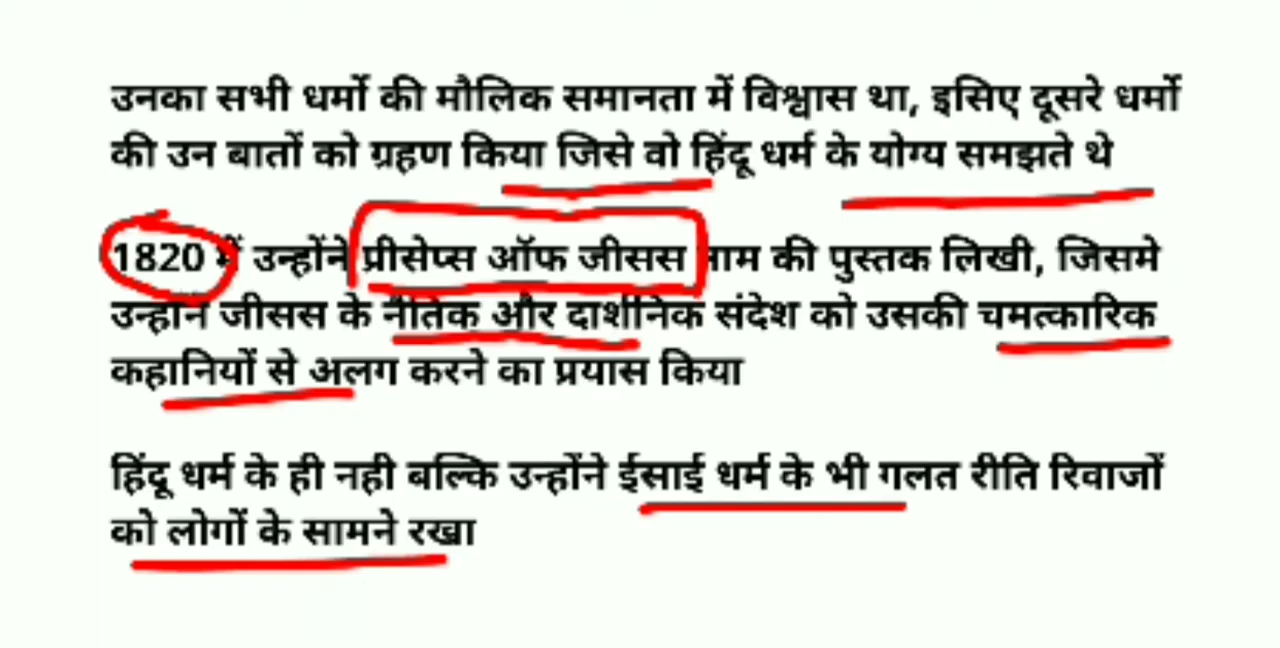 उनका सभी धर्मो की मौलिक समानता में विश्वास था, इसिए दूसरे धर्मो
की उन बातों को ग्रहण किया जिसे वो हिंदू धर्म के योग्य समझते थे
1820 में उन्होंने प्रीसेप्स ऑफ जीसस नाम की पुस्तक लिखी, जिसमे
उन्होंने जीसस के नैतिक और दार्शनिक संदेश को उसकी चमत्कारिक
कहानियों से अलग करने का प्रयास किया
हिंदू धर्म के ही नही बल्कि उन्होंने ईसाई धर्म के भी गलत रीति रिवाजों
को लोगों के सामने रखा